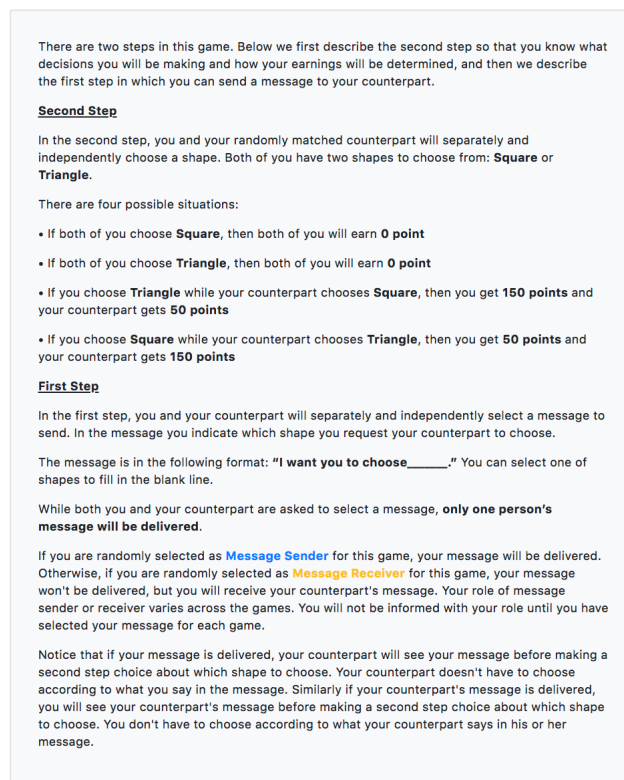 There are two steps in this game. Below we first describe the second step so that you know what
decisions you will be making and how your earnings will be determined, and then we describe
the first step in which you can send a message to your counterpart.
Second Step
In the second step, you and your randomly matched counterpart will separately and
independently choose a shape. Both of you have two shapes to choose from: Square or
Triangle.
There are four possible situations:
• If both of you choose Square, then both of you will earn 0 point
• If both of you choose Triangle, then both of you will earn 0 point
• If you choose Triangle while your counterpart chooses Square, then you get 150 points and
your counterpart gets 50 points
• If you choose Square while your counterpart chooses Triangle, then you get 50 points and
your counterpart gets 150 points
First Step
In the first step, you and your counterpart will separately and independently select a message to
send. In the message you indicate which shape you request your counterpart to choose.
The message is in the following format: “I want you to choose______.” You can select one of
shapes to fill in the blank line.
While both you and your counterpart are asked to select a message, only one person’s
message will be delivered.
If you are randomly selected as Message Sender for this game, your message will be delivered.
Otherwise, if you are randomly selected as Message Receiver for this game, your message
won't be delivered, but you will receive your counterpart's message. Your role of message
sender or receiver varies across the games. You will not be informed with your role until you have
selected your message for each game.
Notice that if your message is delivered, your counterpart will see your message before making a
second step choice about which shape to choose. Your counterpart doesn't have to choose
according to what you say in the message. Similarly if your counterpart's message is delivered,
you will see your counterpart's message before making a second step choice about which shape
to choose. You don't have to choose according to what your counterpart says in his or her
message.